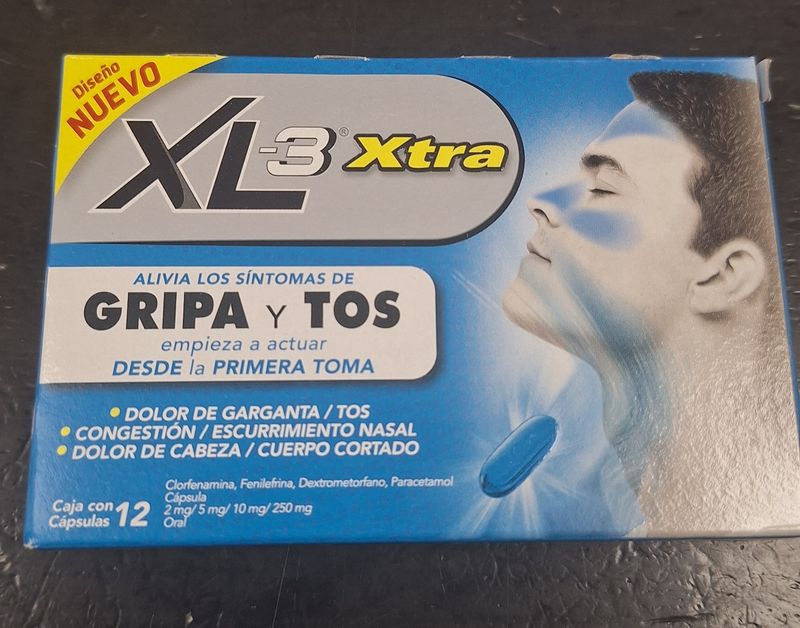 Diseño
NUEVO
XL-3® Xtra
ALIVIA LOS SÍNTOMAS DE
GRIPA Y TOS
empieza a actuar
DESDE la PRIMERA TOMA
• DOLOR DE GARGANTA / TOS
• CONGESTIÓN / ESCURRIMIENTO NASAL
• DOLOR DE CABEZA / CUERPO CORTADO
Caja con
Cápsulas 12
Clorfenamina, Fenilefrina, Dextrometorfano, Paracetamol
Cápsula
2 mg/ 5 mg/ 10 mg/ 250 mg
Oral